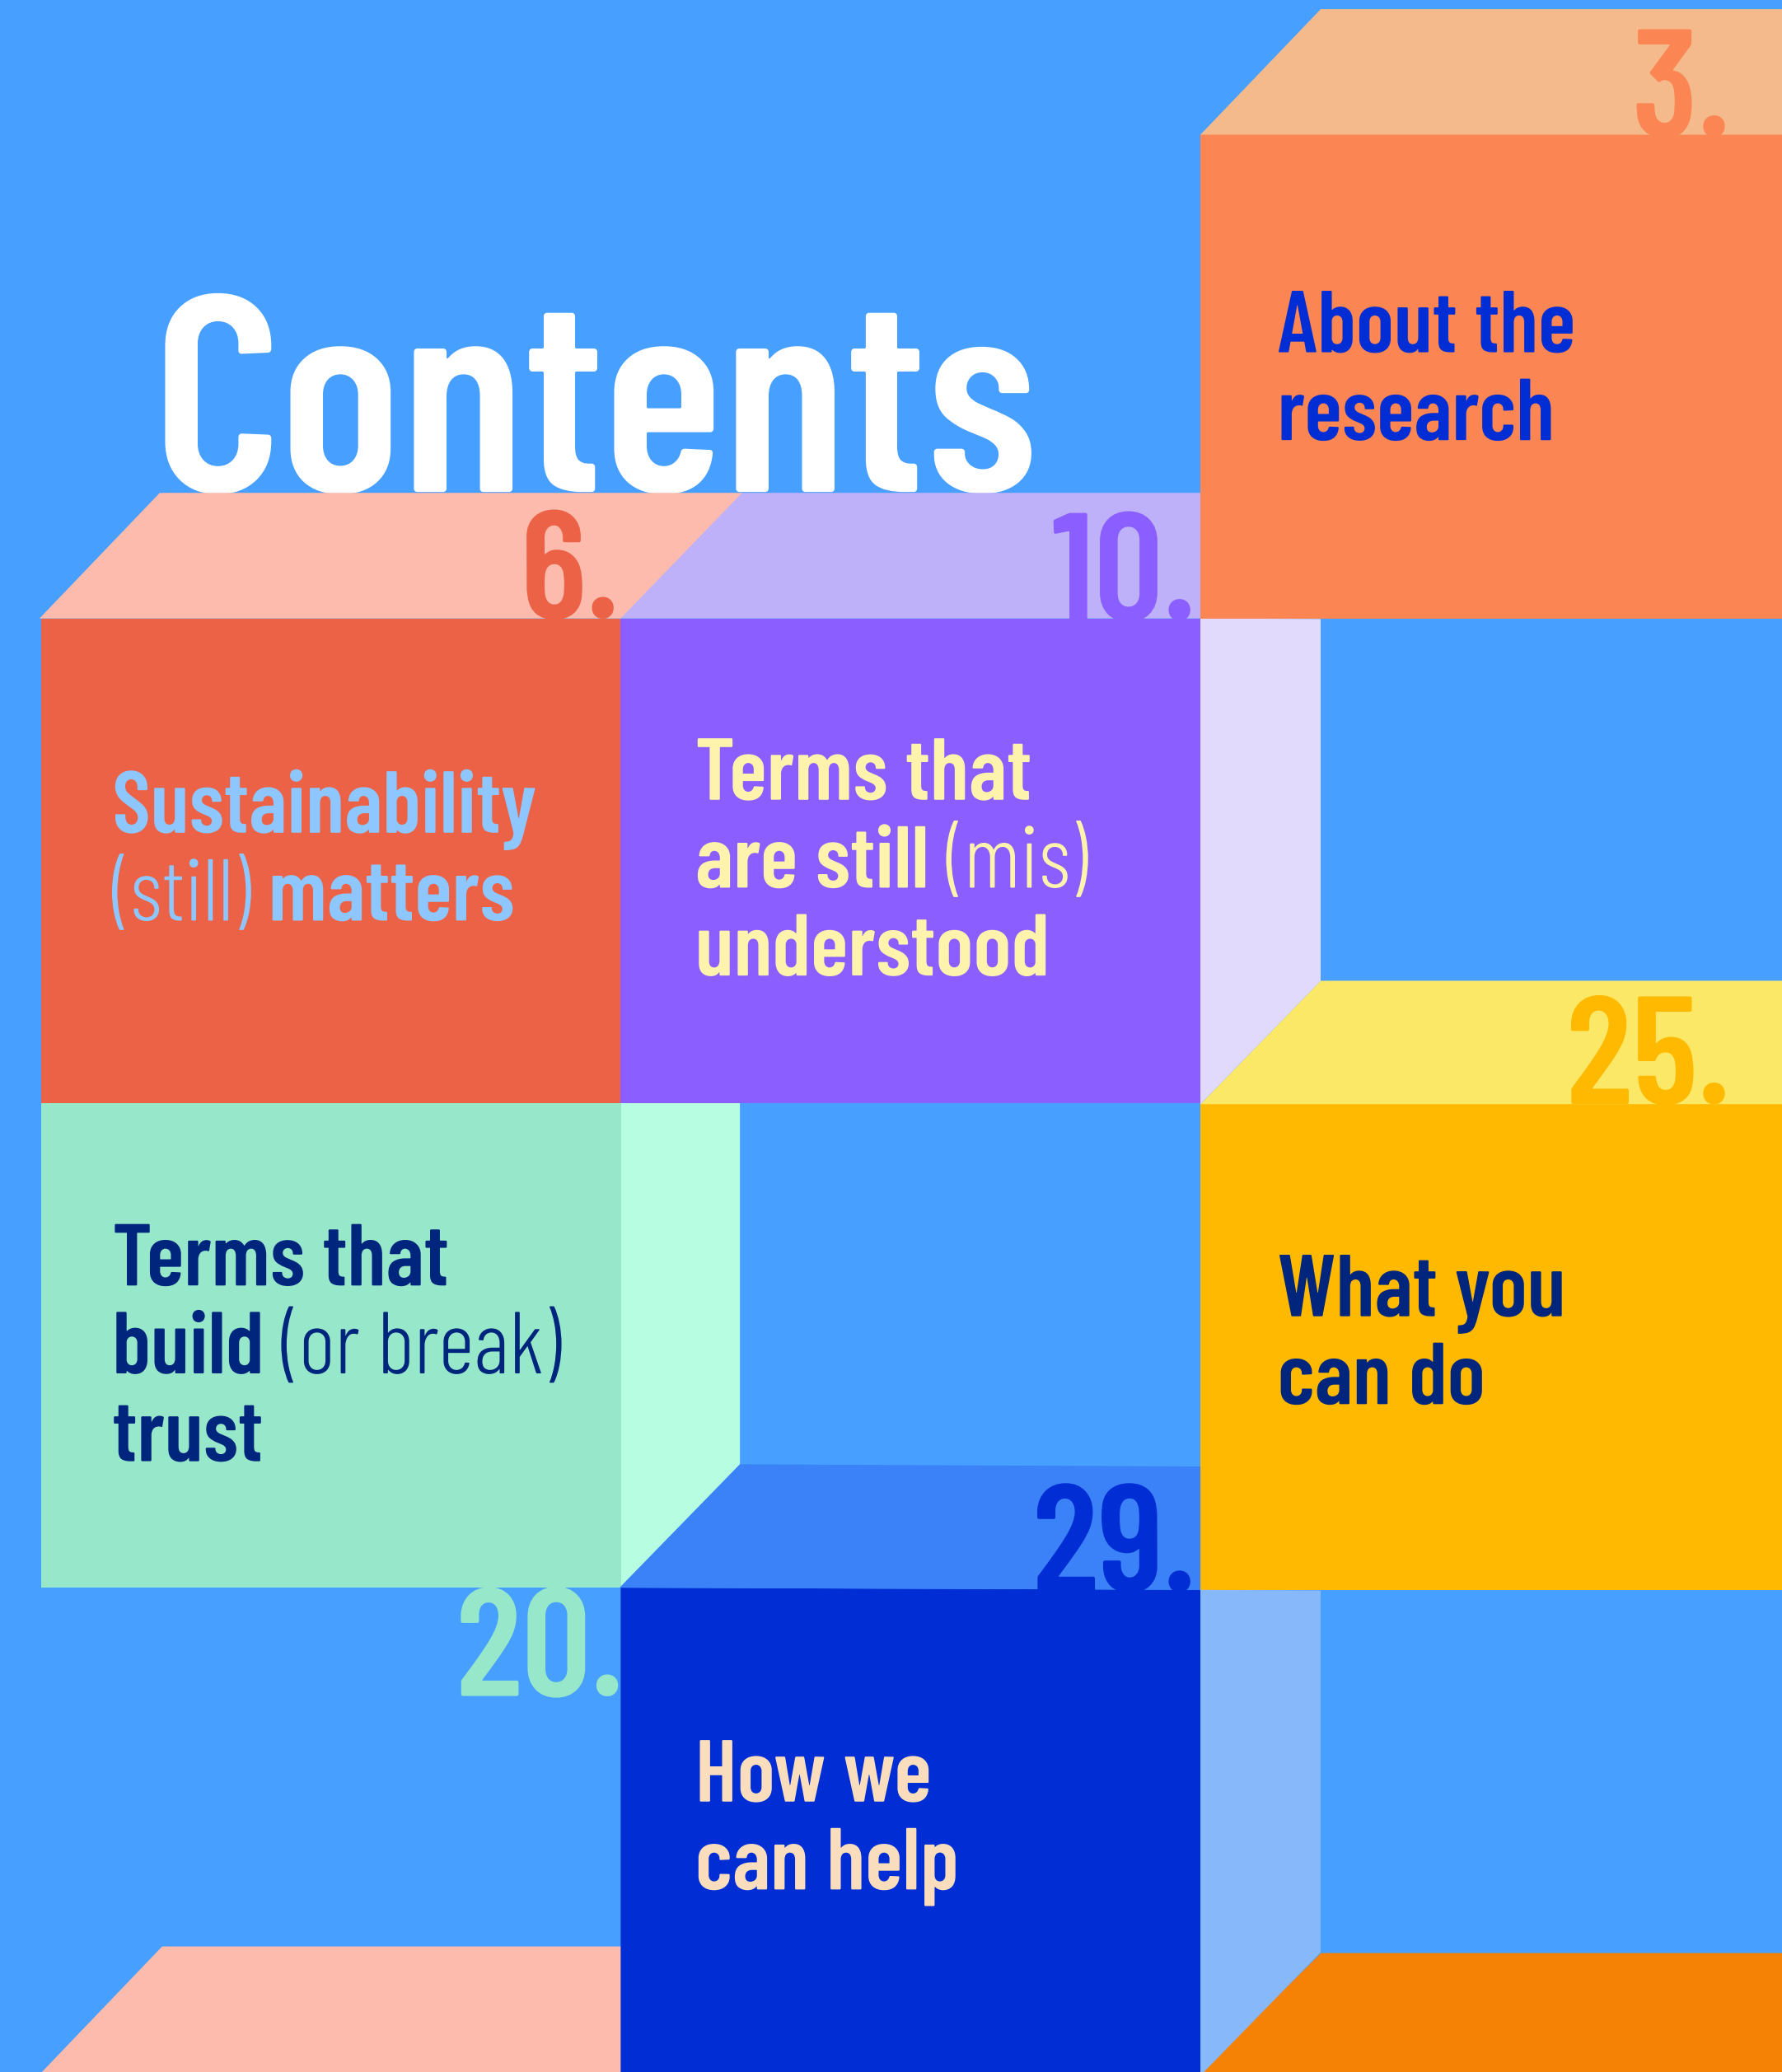 Contents
3.
About the
research
6.
Sustainability
(still) matters
10.
Terms that
are still (mis)
understood
20.
Terms that
build (or break)
trust
25.
What you
can do
29.
How we
can help